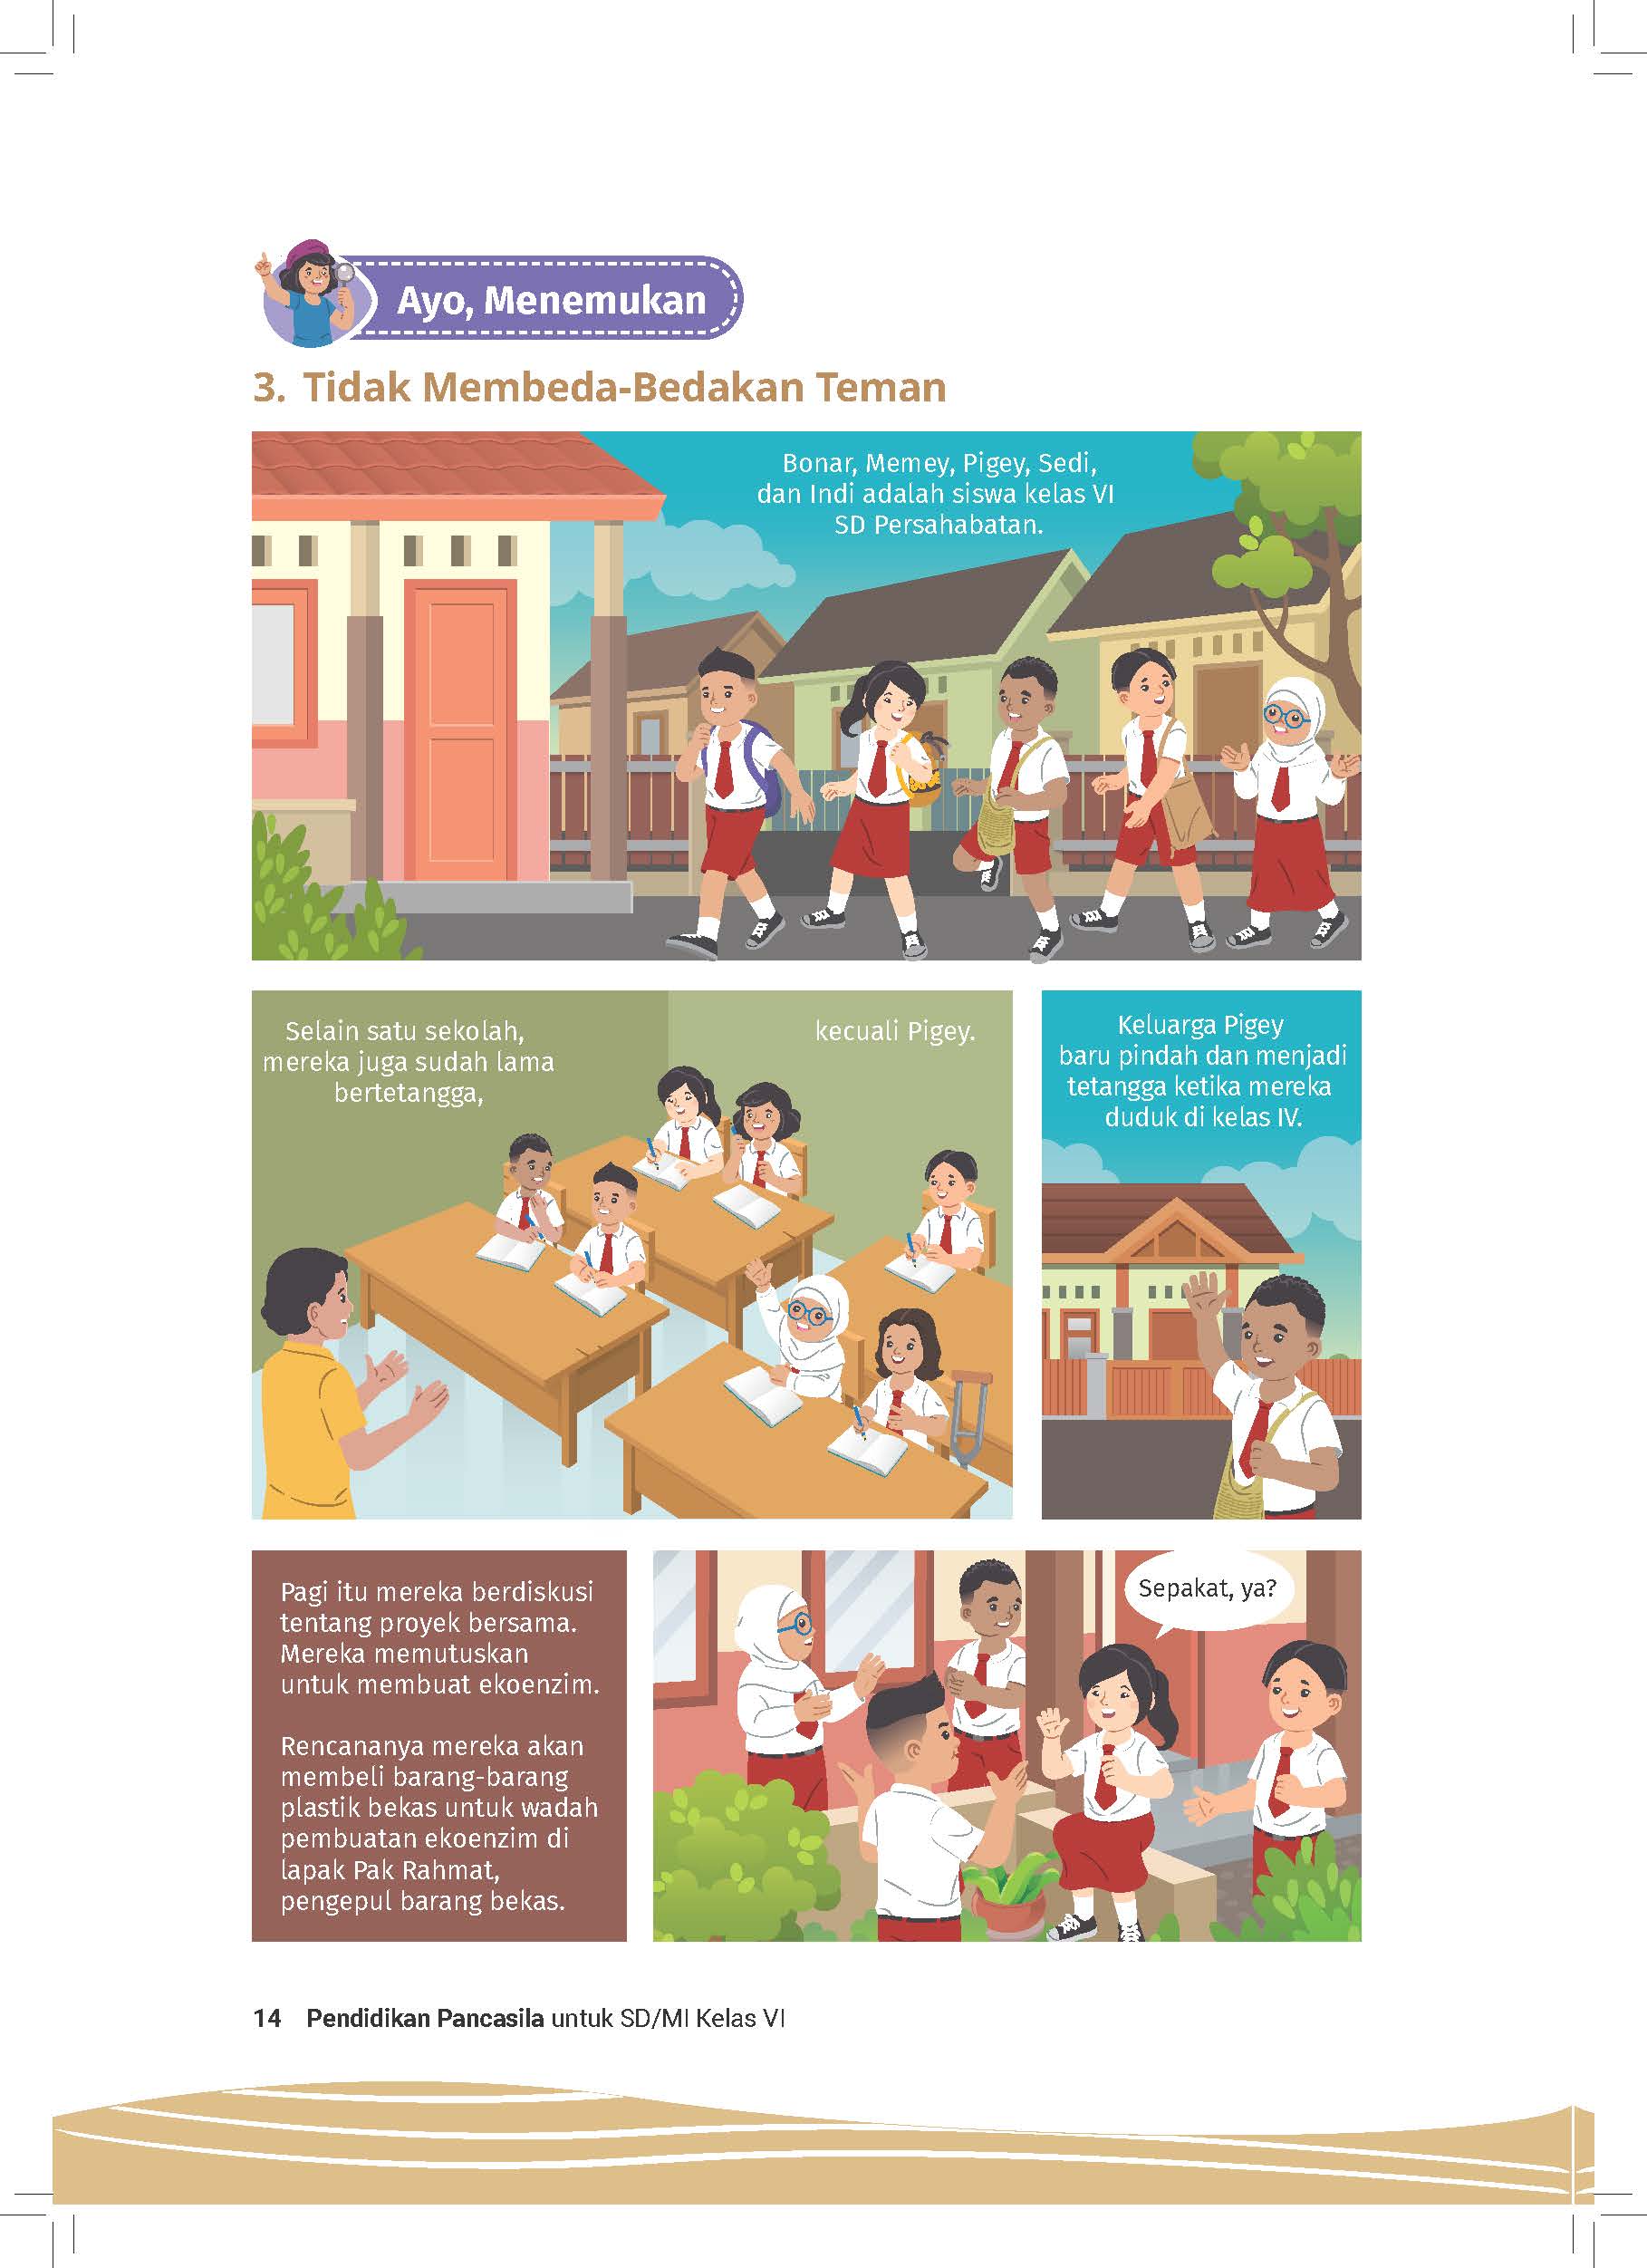 Ayo, Menemukan
3. Tidak Membeda-Bedakan Teman
Bonar, Memey, Pigey, Sedi,
dan Indi adalah siswa kelas VI
SD Persahabatan.
Selain satu sekolah,
mereka juga sudah lama
bertetangga,
kecuali Pigey.
Keluarga Pigey
baru pindah dan menjadi
tetangga ketika mereka
duduk di kelas IV.
Pagi itu mereka berdiskusi
tentang proyek bersama.
Mereka memutuskan
untuk membuat ekoenzim.
Rencananya mereka akan
membeli barang-barang
plastik bekas untuk wadah
pembuatan ekoenzim di
lapak Pak Rahmat,
pengepul barang bekas.
Sepakat, ya?
14 Pendidikan Pancasila untuk SD/MI Kelas VI